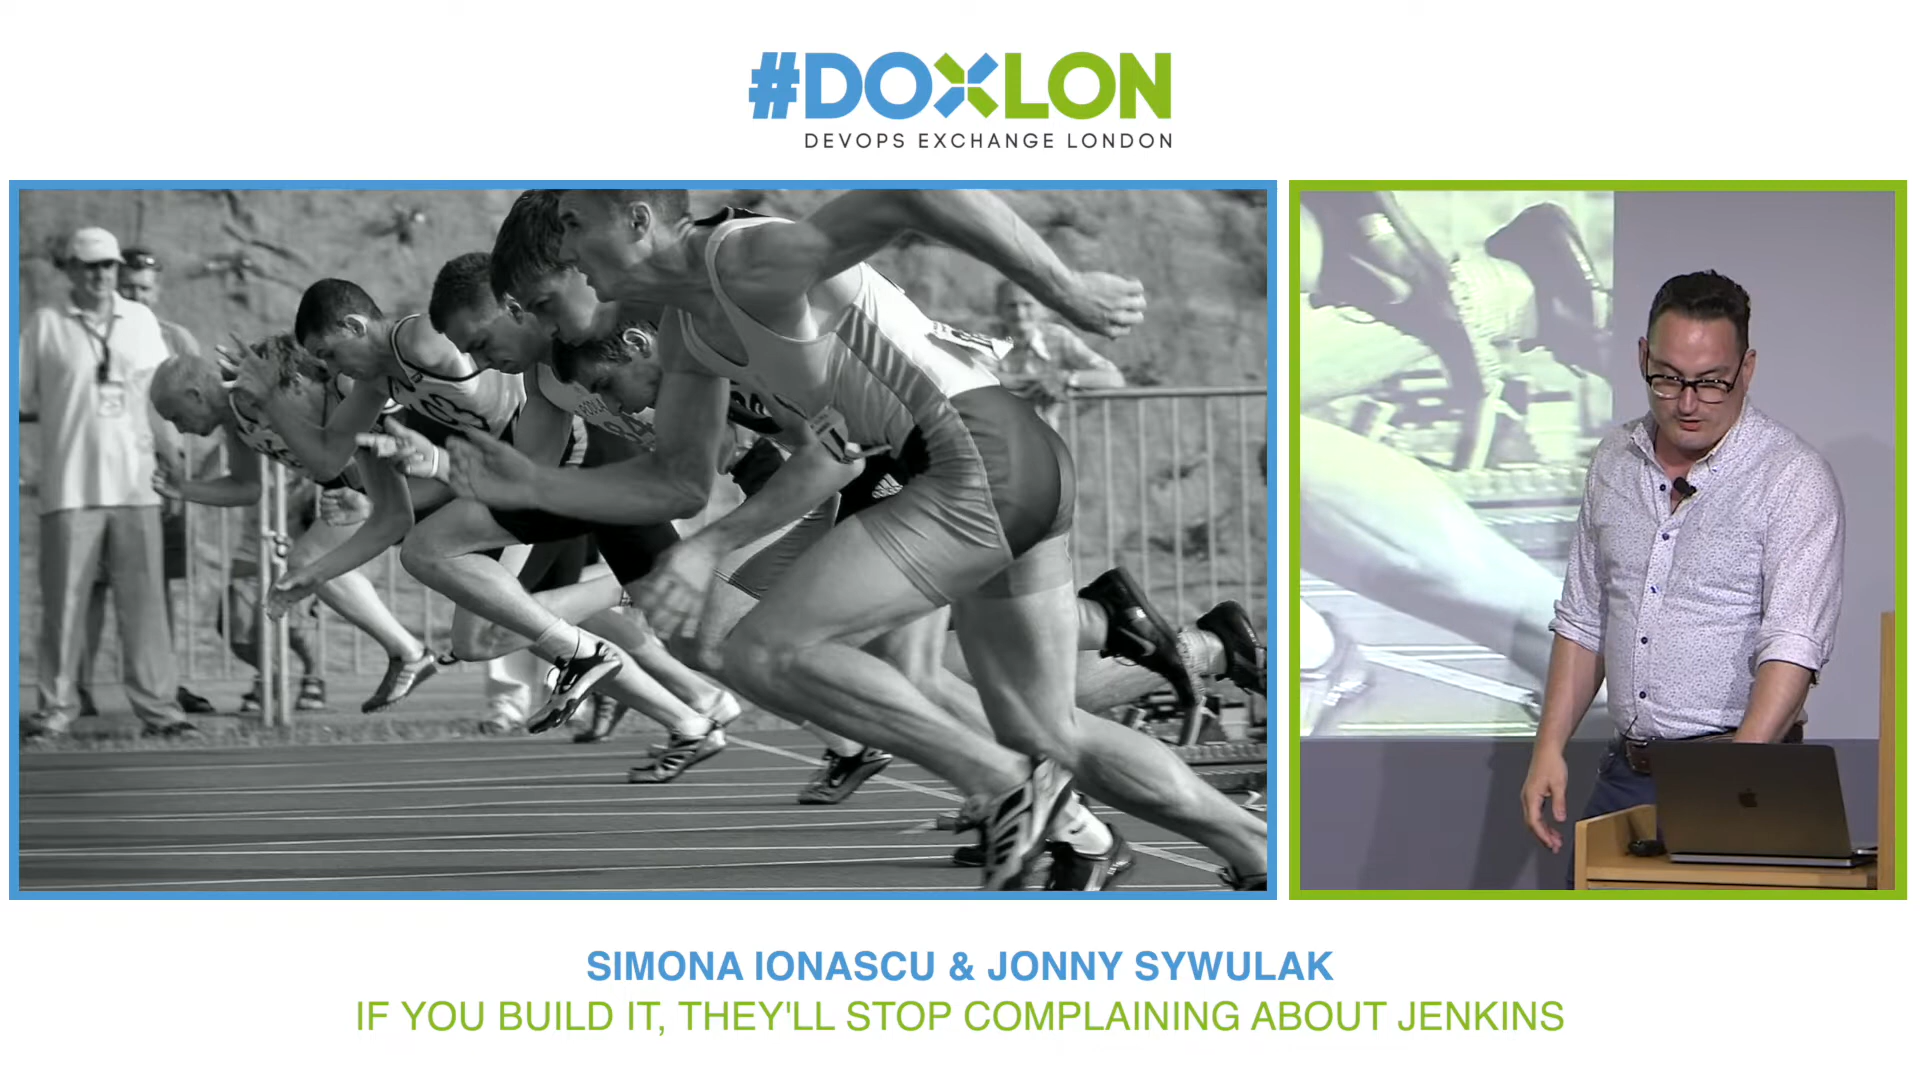 #DOXLON
DEVOPS EXCHANGE LONDON
SIMONA IONASCU & JONNY SYWULAK
IF YOU BUILD IT, THEY'LL STOP COMPLAINING ABOUT JENKINS